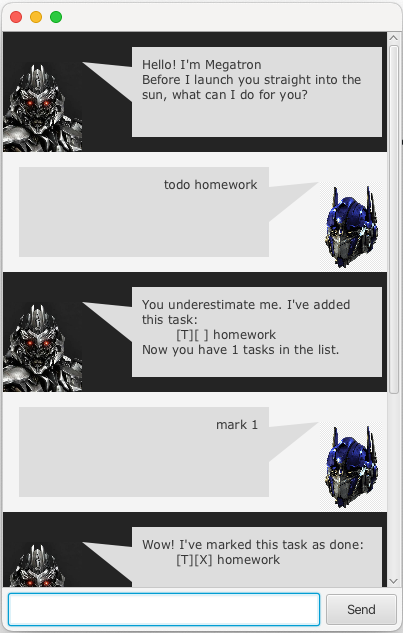 Hello! I'm Megatron
Before I launch you straight into the
sun, what can I do for you?
todo homework
You underestimate me. I've added
this task:
[T][ ] homework
Now you have 1 tasks in the list.
mark 1
Wow! I've marked this task as done:
[T][X] homework
Send